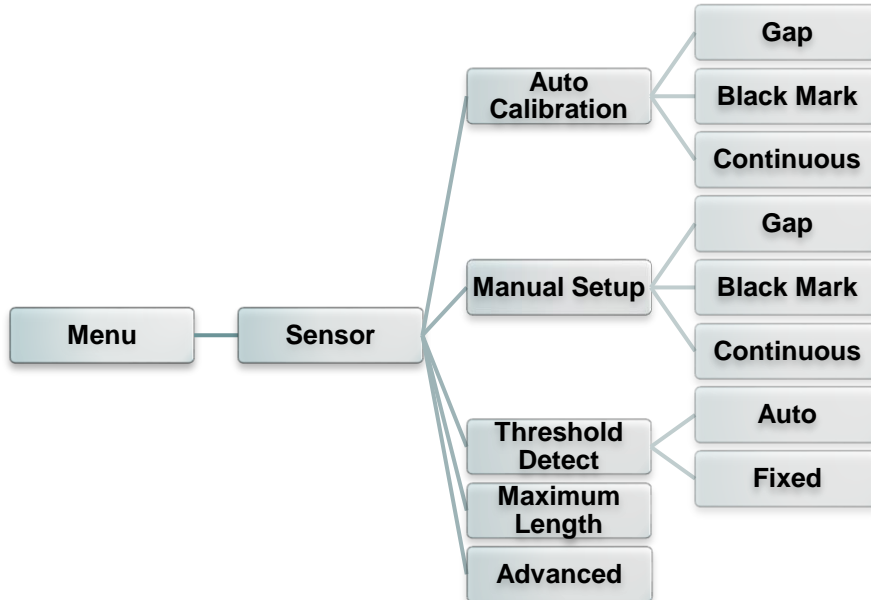 Menu
Sensor
Auto
Calibration
Gap
Black Mark
Continuous
Manual Setup
Gap
Black Mark
Continuous
Threshold
Detect
Auto
Fixed
Maximum
Length
Advanced